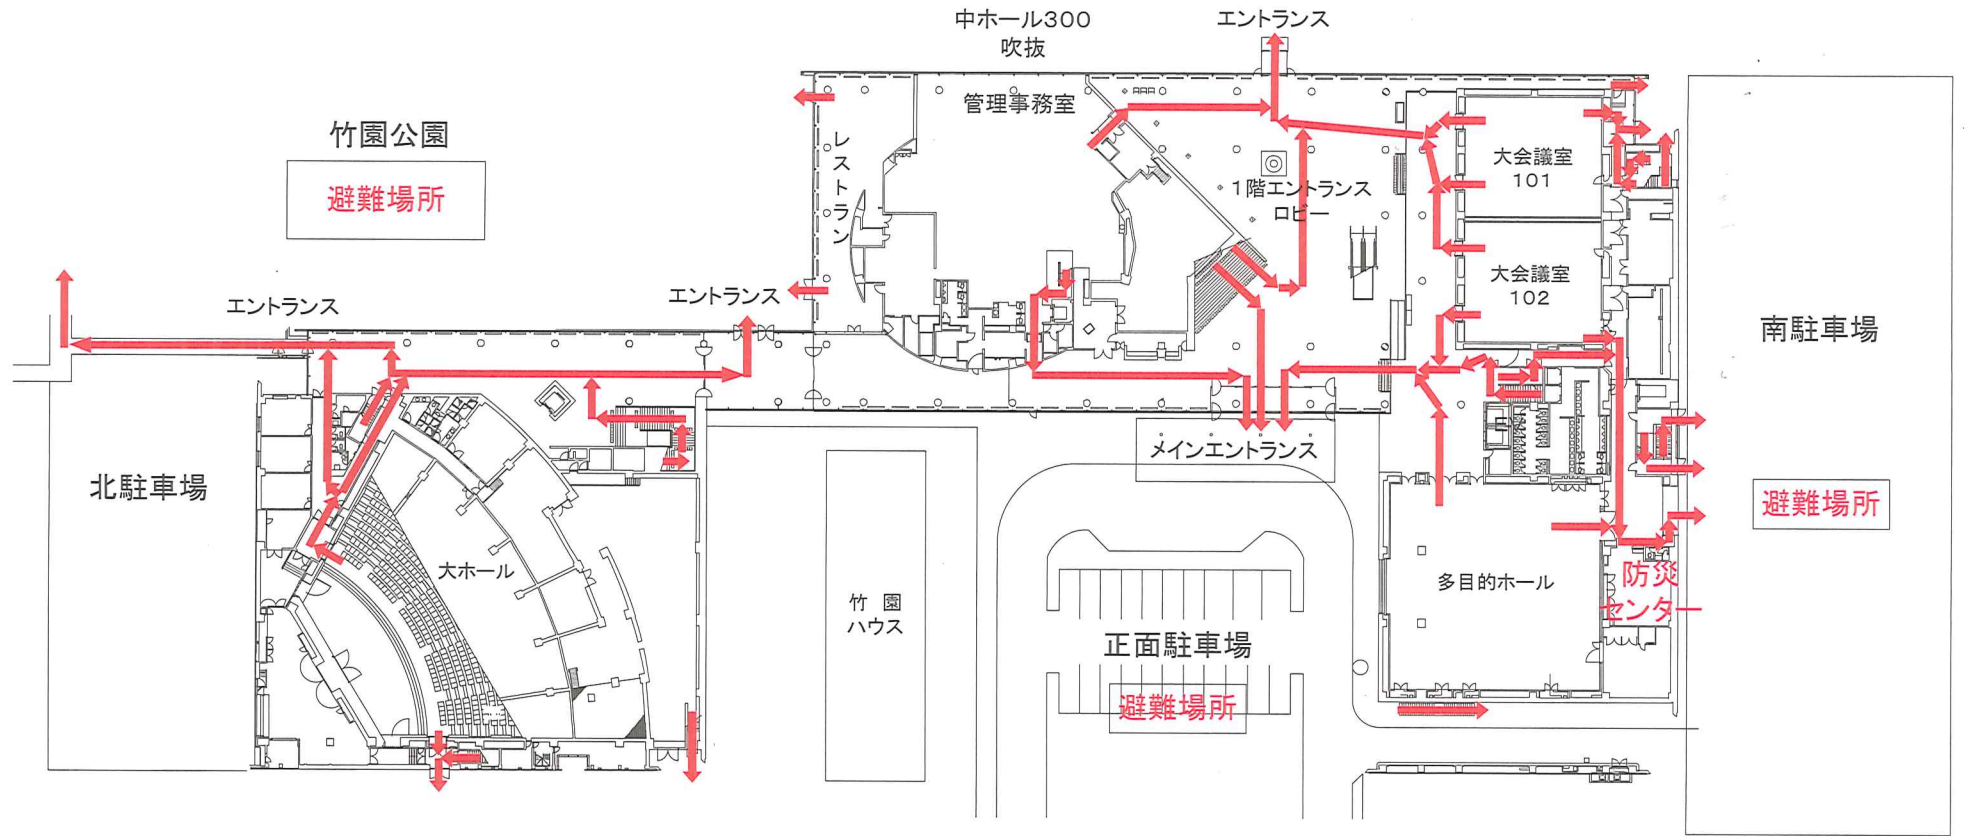 中ホール300
吹抜
エントランス
管理事務室
竹園公園
避難場所
レストラン
大会議室
101
1階エントランス
ロビー
大会議室
102
エントランス
エントランス
南駐車場
メインエントランス
北駐車場
避難場所
大ホール
竹園
ハウス
多目的ホール
防災
センター
正面駐車場
避難場所